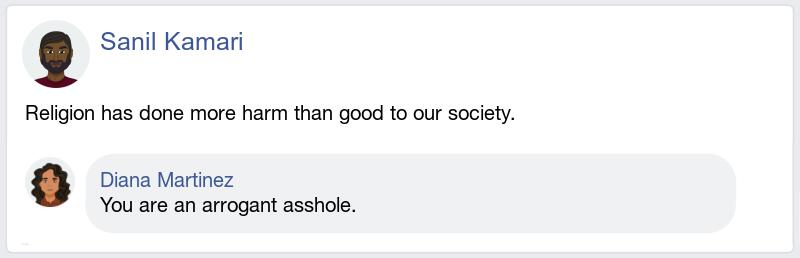 Sanil Kamari
Religion has done more harm than good to our society.
Diana Martinez
You are an arrogant asshole.